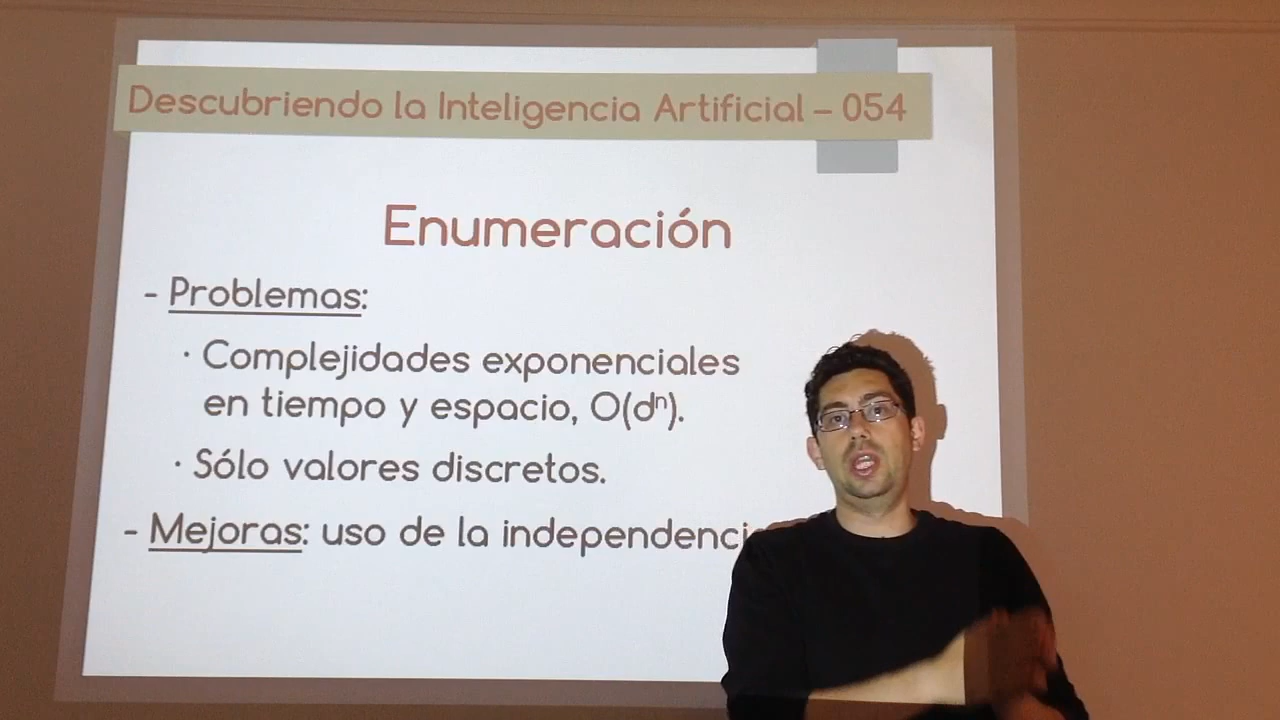 Descubriendo la Inteligencia Artificial – 054
Enumeración
- Problemas:
· Complejidades exponenciales
en tiempo y espacio, O(dⁿ).
· Sólo valores discretos.
- Mejoras: uso de la